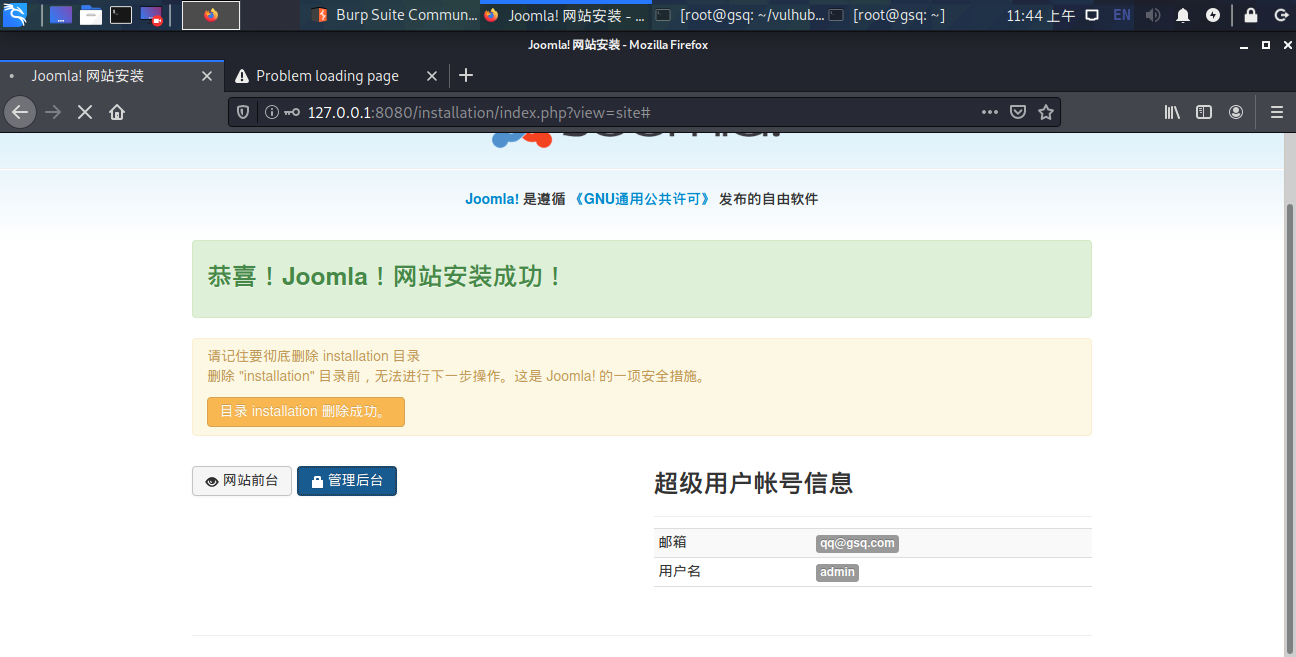 Burp Suite Commun...
Joomla! 网站安装 - ...
[root@gsq: ~/vulhub...
[root@gsq: ~]
11:44 上午
EN
Joomla! 网站安装 - Mozilla Firefox
Joomla! 网站安装
Problem loading page
127.0.0.1:8080/installation/index.php?view=site#
Joomla! 是遵循 《GNU通用公共许可》 发布的自由软件
恭喜！Joomla！网站安装成功！
请记住要彻底删除 installation 目录
删除 "installation" 目录前，无法进行下一步操作。这是 Joomla! 的一项安全措施。
目录 installation 删除成功。
网站前台
管理后台
超级用户帐号信息
邮箱 qq@gsq.com
用户名 admin